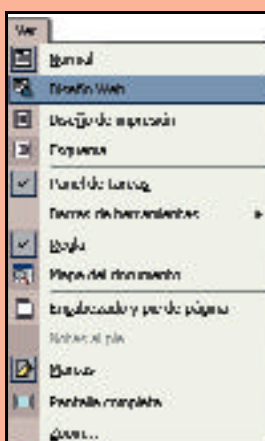 Ver
Normal
Diseño Web
Diseño de impresión
Esquema
Panel de tareas
Barras de herramientas
Regla
Mapa del documento
Encabezado y pie de página
Notas al pie
Marcas
Pantalla completa
Zoom...